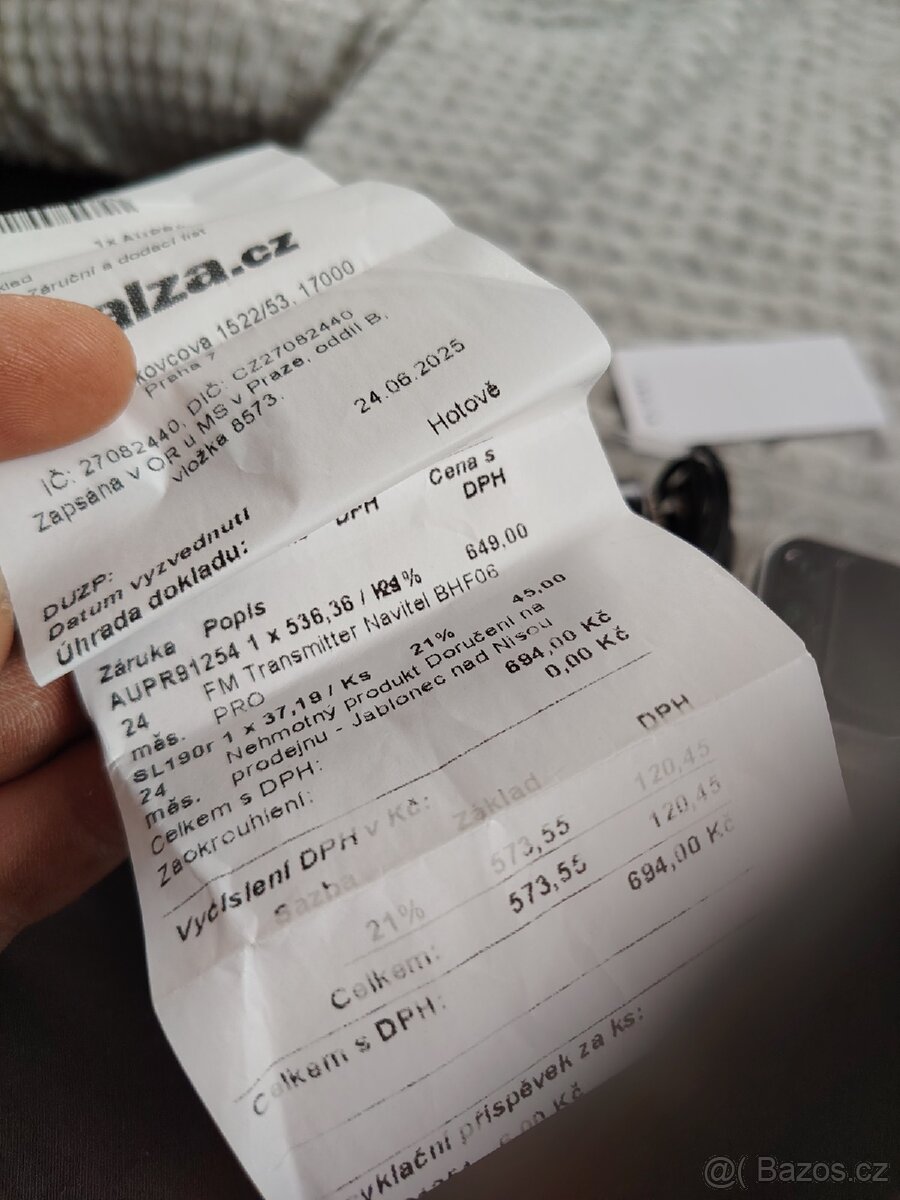 Záruční a dodací list
alza.cz
kovcova 1522/53, 17000
Praha 7
IČ: 27082440, DIČ: CZ27082440
Zapsána v OR u MS v Praze, oddíl B,
vložka 8573.
DUZP: 24.06.2025
Datum vyzvednutí
Úhrada dokladu: Hotově
DPH Cena s
DPH
Záruka Popis
AUPR91254 1 x 536,36 / Ks 21% 649,00
24 FM Transmitter Navitel BHF06
měs. PRO
SL190r 1 x 37,19 / Ks 21% 45,00
24 Nehmotný produkt Doručení na
měs. prodejnu - Jablonec nad Nisou
Celkem s DPH: 694,00 Kč
Zaokrouhlení: 0,00 Kč
Vyčíslení DPH v Kč:
Sazba Základ DPH
21% 573,55 120,45
Celkem: 573,55 120,45
Celkem s DPH: 694,00 Kč
yklační příspěvek za ks:
@( Bazos.cz